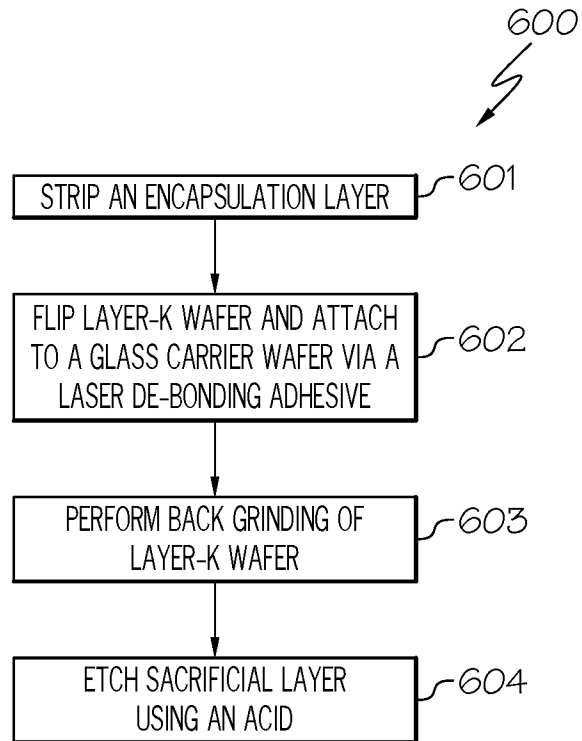 600
STRIP AN ENCAPSULATION LAYER
601
FLIP LAYER-K WAFER AND ATTACH
TO A GLASS CARRIER WAFER VIA A
LASER DE-BONDING ADHESIVE
602
PERFORM BACK GRINDING OF
LAYER-K WAFER
603
ETCH SACRIFICIAL LAYER
USING AN ACID
604